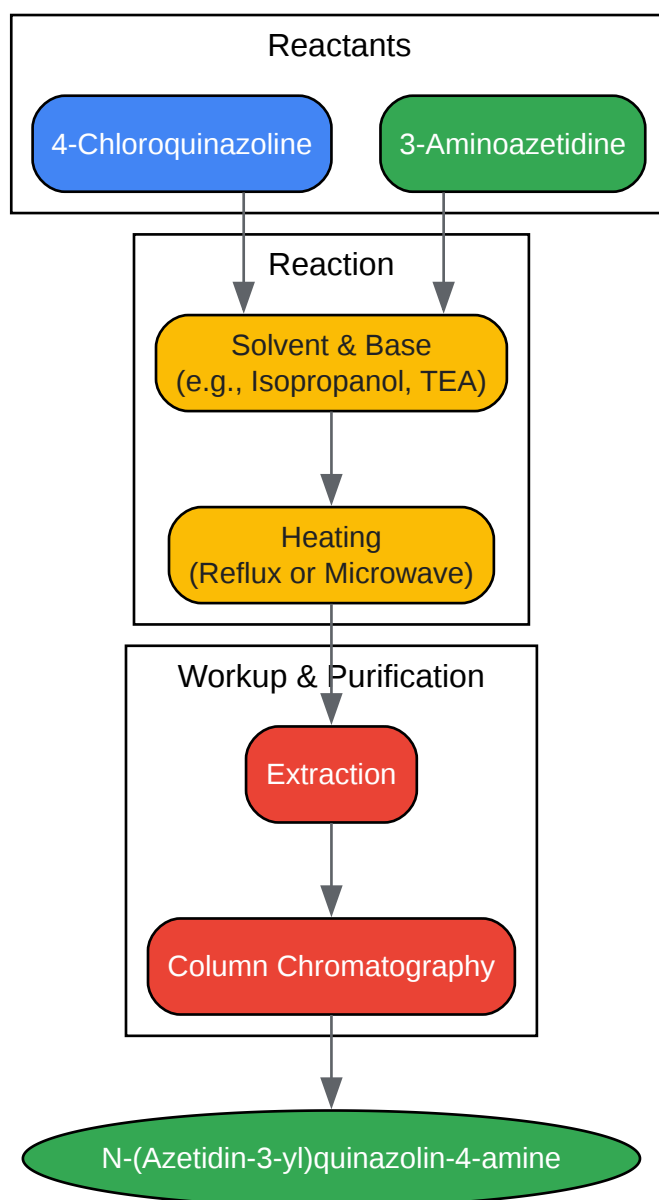 Reactants
4-Chloroquinazoline
3-Aminoazetidine
Reaction
Solvent & Base
(e.g., Isopropanol, TEA)
Heating
(Reflux or Microwave)
Workup & Purification
Extraction
Column Chromatography
N-(Azetidin-3-yl)quinazolin-4-amine